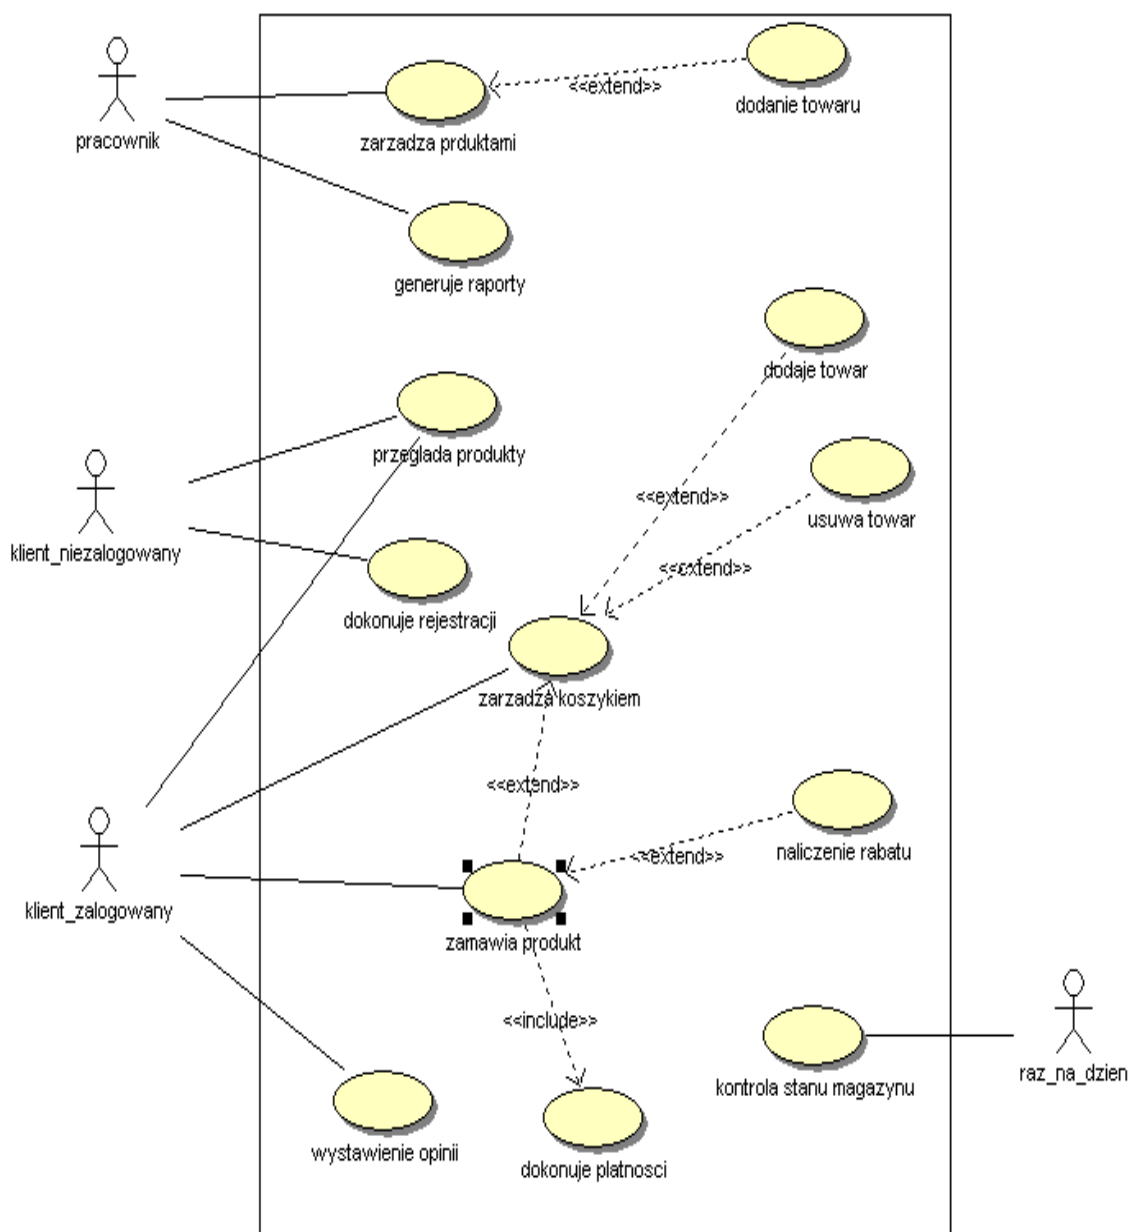 dodanie towaru
<<extend>>
pracownik
zarzadza prduktami
generuje raporty
dodaje towar
przeglada produkty
<<extend>>
usuwa towar
klient_niezalogowany
<<extend>>
dokonuje rejestracji
zarzadza koszykiem
<<extend>>
naliczenie rabatu
<<extend>>
klient_zalogowany
zamawia produkt
<<include>>
raz_na_dzien
kontrola stanu magazynu
wystawienie opinii
dokonuje platnosci